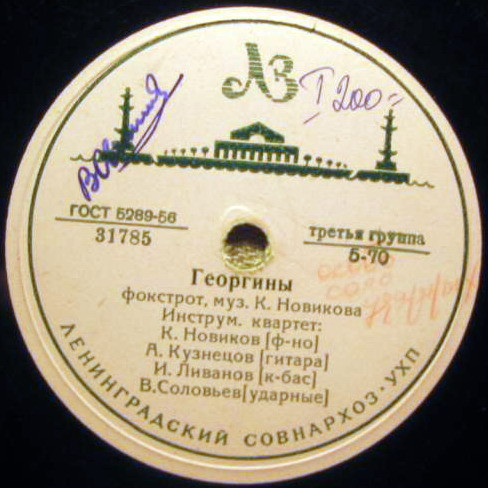 ЛЗ
I 200=
ГОСТ 5289-56
31785
третья группа
5-70
Георгины
фокстрот, муз. К. Новикова
Инструм. квартет:
К. Новиков [ф-но]
А. Кузнецов [гитара]
И. Ливанов [к-бас]
В.Соловьев [ударные]
ЛЕНИНГРАДСКИЙ СОВНАРХОЗ·УХП